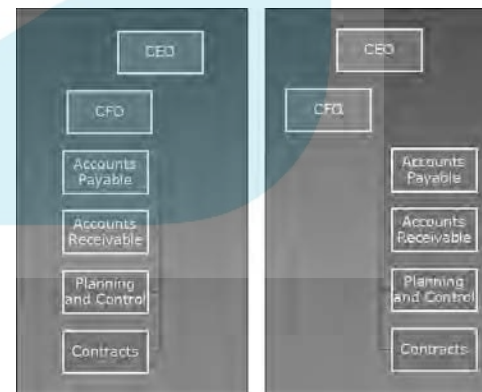 CEO
CFO
Accounts
Payable
Accounts
Receivable
Planning
and Control
Contracts
CEO
CFO
Accounts
Payable
Accounts
Receivable
Planning
and Control
Contracts